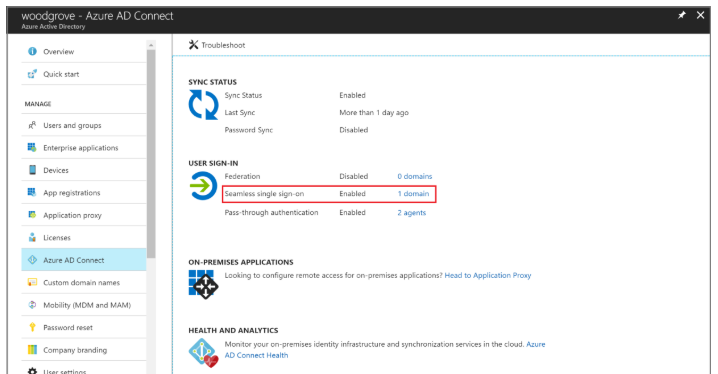 woodgrove - Azure AD Connect
Azure Active Directory
Overview
Quick start
MANAGE
Users and groups
Enterprise applications
Devices
App registrations
Application proxy
Licenses
Azure AD Connect
Custom domain names
Mobility (MDM and MAM)
Password reset
Company branding
User settings
Troubleshoot
SYNC STATUS
Sync Status Enabled
Last Sync More than 1 day ago
Password Sync Disabled
USER SIGN-IN
Federation Disabled 0 domains
Seamless single sign-on Enabled 1 domain
Pass-through authentication Enabled 2 agents
ON-PREMISES APPLICATIONS
Looking to configure remote access for on-premises applications? Head to Application Proxy
HEALTH AND ANALYTICS
Monitor your on-premises identity infrastructure and synchronization services in the cloud. Azure
AD Connect Health